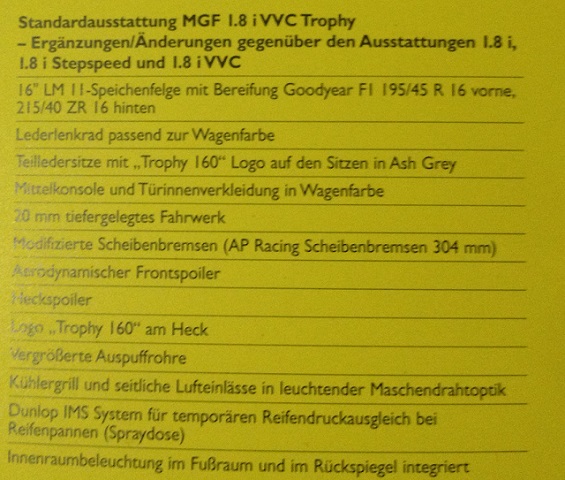 Standardausstattung MGF 1.8 i VVC Trophy
– Ergänzungen/Änderungen gegenüber den Ausstattungen 1.8 i,
1.8 i Stepspeed und 1.8 i VVC
16" LM 11-Speichenfelge mit Bereifung Goodyear F1 195/45 R 16 vorne,
215/40 ZR 16 hinten
Lederlenkrad passend zur Wagenfarbe
Teilledersitze mit „Trophy 160“ Logo auf den Sitzen in Ash Grey
Mittelkonsole und Türinnenverkleidung in Wagenfarbe
20 mm tiefergelegtes Fahrwerk
Modifizierte Scheibenbremsen (AP Racing Scheibenbremsen 304 mm)
Aerodynamischer Frontspoiler
Heckspoiler
Logo „Trophy 160“ am Heck
Vergrößerte Auspuffrohre
Kühlergrill und seitliche Lufteinlässe in leuchtender Maschendrahtoptik
Dunlop IMS System für temporären Reifendruckausgleich bei
Reifenpannen (Spraydose)
Innenraumbeleuchtung im Fußraum und im Rückspiegel integriert